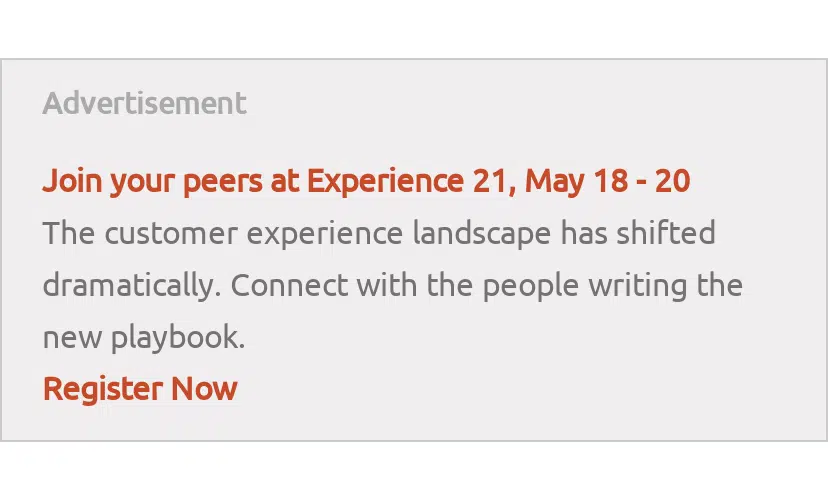 Advertisement
Join your peers at Experience 21, May 18 - 20
The customer experience landscape has shifted
dramatically. Connect with the people writing the
new playbook.
Register Now